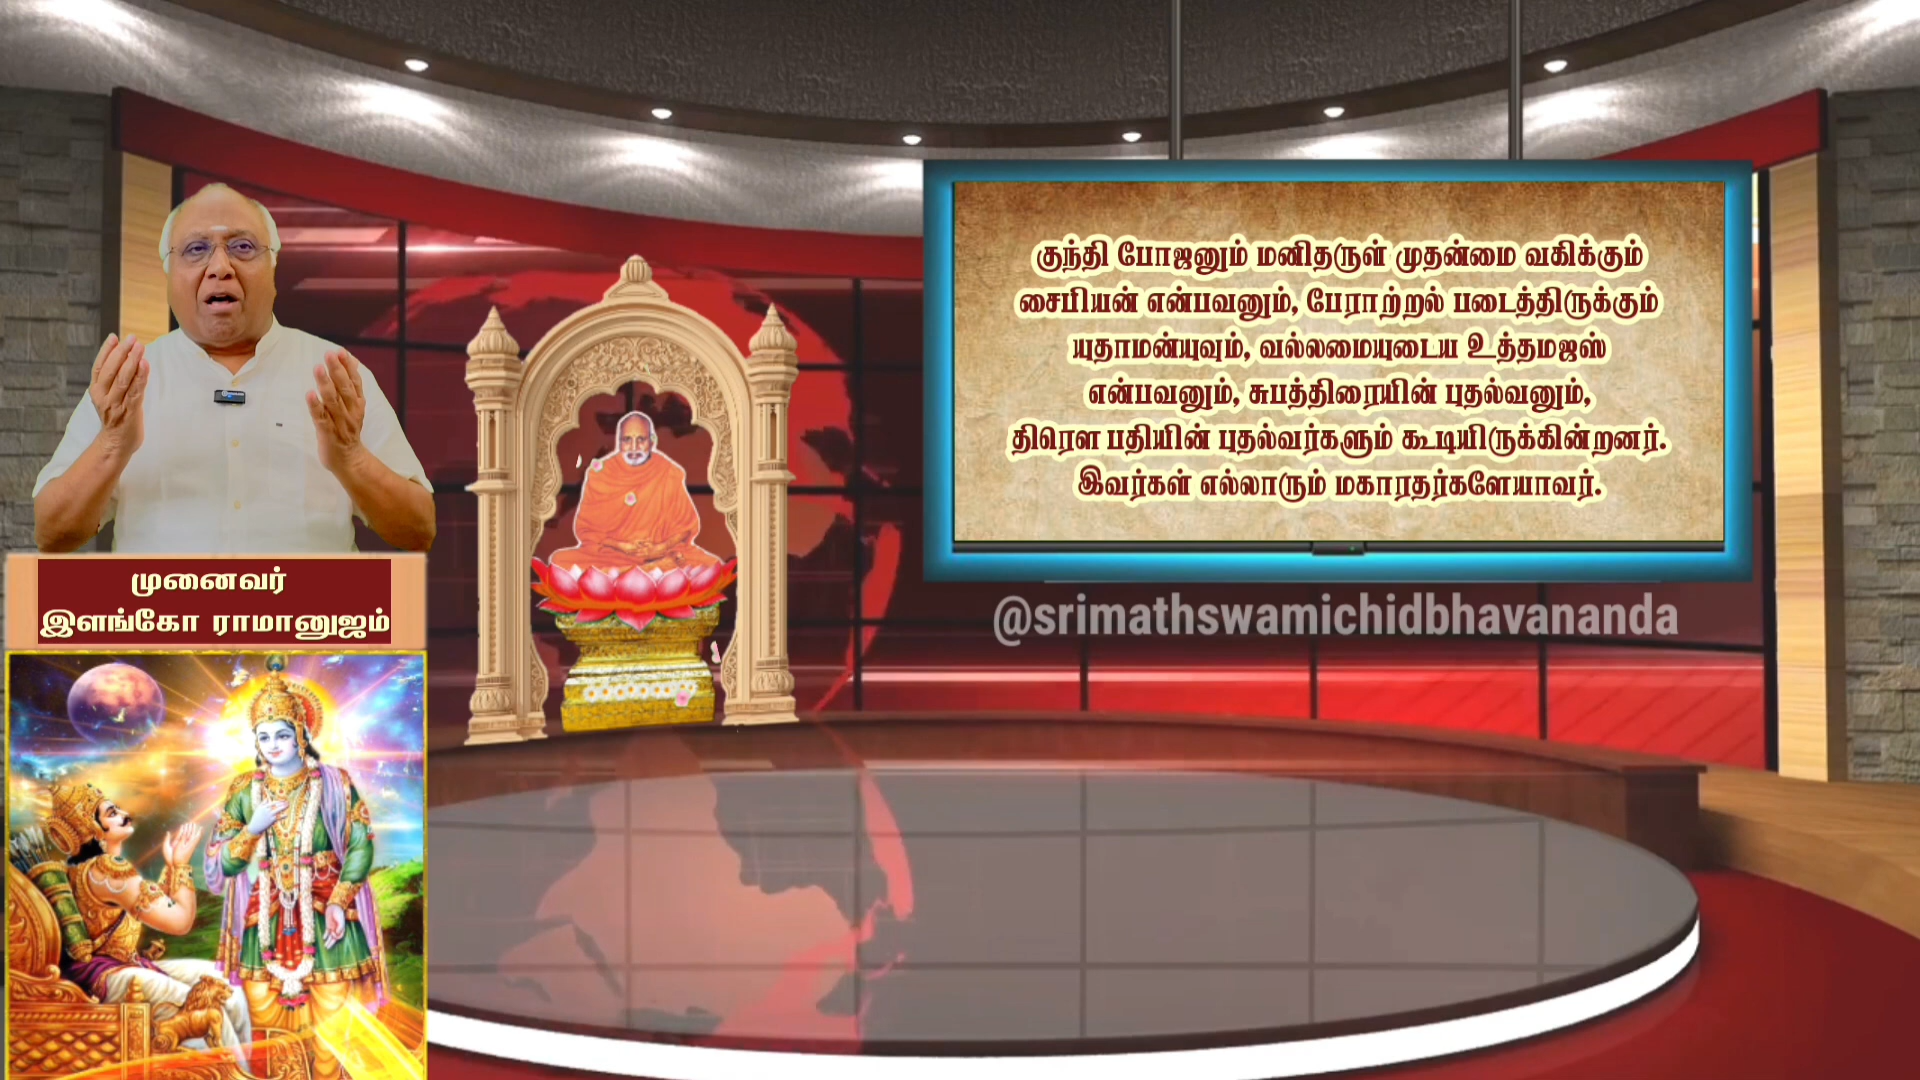 குந்தி போஜனும் மனிதருள் முதன்மை வகிக்கும்
சைபியன் என்பவனும், பேராற்றல் படைத்திருக்கும்
யுதாமன்யுவும், வல்லமையுடைய உத்தமஜஸ்
என்பவனும், சுபத்திரையின் புதல்வனும்,
திரௌ பதியின் புதல்வர்களும் கூடியிருக்கின்றனர்.
இவர்கள் எல்லாரும் மகாரதர்களேயாவர்.
@srimathswamichidbhavananda
முனைவர்
இளங்கோ ராமானுஜம்